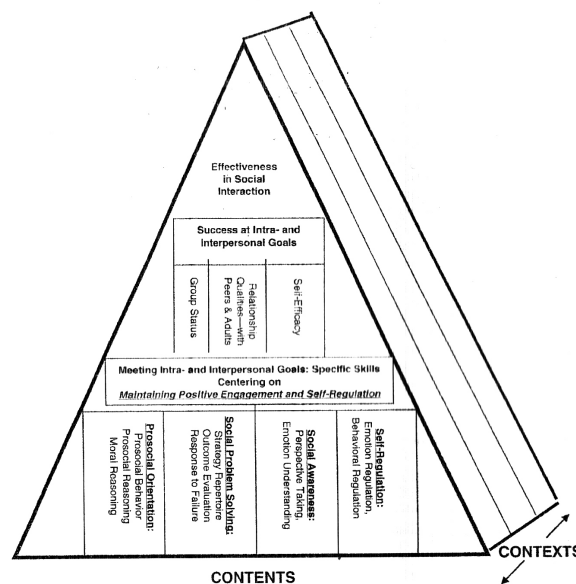 Effectiveness
in Social
Interaction
Success at Intra- and
Interpersonal Goals
Group Status
Relationship
Qualities—with
Peers & Adults
Self-Efficacy
Meeting Intra- and Interpersonal Goals: Specific Skills
Centering on
Maintaining Positive Engagement and Self-Regulation
Prosocial Orientation:
Prosocial Behavior
Prosocial Reasoning
Moral Reasoning
Social Problem Solving:
Strategy Repertoire
Outcome Evaluation
Response to Failure
Social Awareness:
Perspective Taking,
Emotion Understanding
Self-Regulation:
Emotion Regulation,
Behavioral Regulation
CONTENTS
CONTEXTS